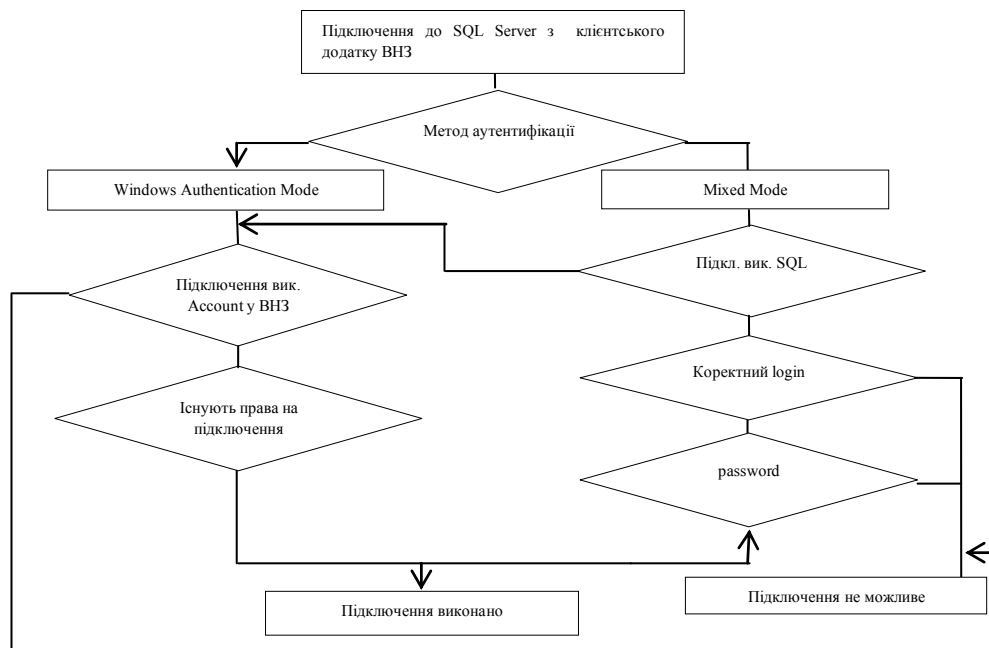 Підключення до SQL Server з клієнтського
додатку ВНЗ
Метод аутентифікації
Windows Authentication Mode
Mixed Mode
Підкл. вик. SQL
Підключення вик.
Account у ВНЗ
Коректний login
Існують права на
підключення
password
Підключення виконано
Підключення не можливе